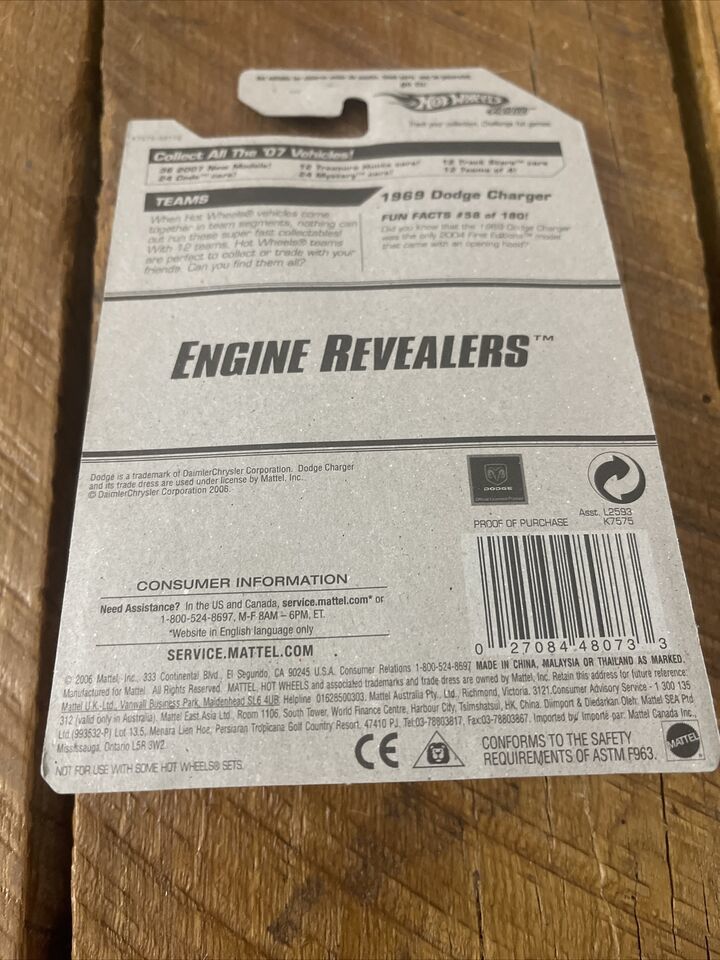 HOT WHEELS
.COM
Track your collection. Challenge 1st games.
Collect All The '07 Vehicles!
36 2007 New Models!
12 Treasure Hunts cars!
12 Track Stars™ cars
24 Code™ cars!
24 Mystery™ cars!
12 Teams of 4!
TEAMS
When Hot Wheels® vehicles come
together in team segments, nothing can
out run these super fast collectables!
With 12 teams, Hot Wheels® teams
are perfect to collect or trade with your
friends. Can you find them all?
1969 Dodge Charger
FUN FACTS #58 of 180!
Did you know that the 1969 Dodge Charger
was the only 2004 First Editions™ model
that came with an opening hood?
ENGINE REVEALERS™
Dodge is a trademark of DaimlerChrysler Corporation. Dodge Charger
and its trade dress are used under license by Mattel, Inc.
© DaimlerChrysler Corporation 2006.
DODGE
PROOF OF PURCHASE
Asst. L2593
K7575
0 27084 48073 3
CONSUMER INFORMATION
Need Assistance? In the US and Canada, service.mattel.com* or
1-800-524-8697, M-F 8AM – 6PM, ET.
*Website in English language only
SERVICE.MATTEL.COM
© 2006 Mattel, Inc., 333 Continental Blvd., El Segundo, CA 90245 U.S.A. Consumer Relations 1-800-524-8697 MADE IN CHINA, MALAYSIA OR THAILAND AS MARKED.
Manufactured for Mattel. All Rights Reserved. MATTEL, HOT WHEELS and associated trademarks and trade dress are owned by Mattel, Inc. Retain this address for future reference:
Mattel U.K. Ltd., Vanwall Business Park, Maidenhead SL6 4UB. Helpline 01628500303. Mattel Australia Pty., Ltd., Richmond, Victoria. 3121.Consumer Advisory Service - 1 300 135
312 (valid only in Australia). Mattel East Asia Ltd., Room 1106, South Tower, World Finance Centre, Harbour City, Tsimshatsui, HK, China. Diimport & Diedarkan Oleh: Mattel SEA Ptd
Ltd.(993532-P) Lot 13.5, Menara Lien Hoe, Persiaran Tropicana Golf Country Resort, 47410 PJ. Tel:03-78803817, Fax:03-78803867. Imported by/ Importé par: Mattel Canada Inc.,
Mississauga, Ontario L5R 3W2.
NOT FOR USE WITH SOME HOT WHEELS® SETS.
CE
CONFORMS TO THE SAFETY
REQUIREMENTS OF ASTM F963.
MATTEL